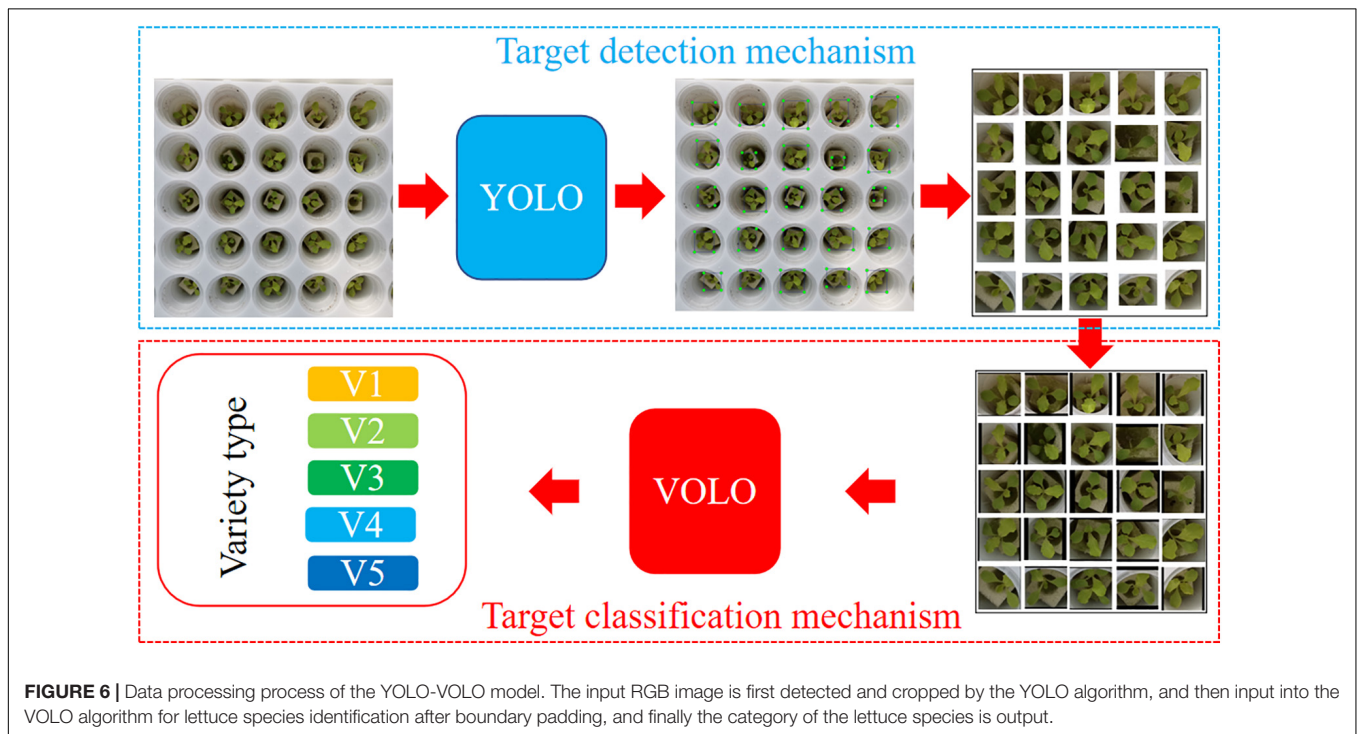 Target detection mechanism
YOLO
Variety type
V1
V2
V3
V4
V5
VOLO
Target classification mechanism
FIGURE 6 | Data processing process of the YOLO-VOLO model. The input RGB image is first detected and cropped by the YOLO algorithm, and then input into the
VOLO algorithm for lettuce species identification after boundary padding, and finally the category of the lettuce species is output.